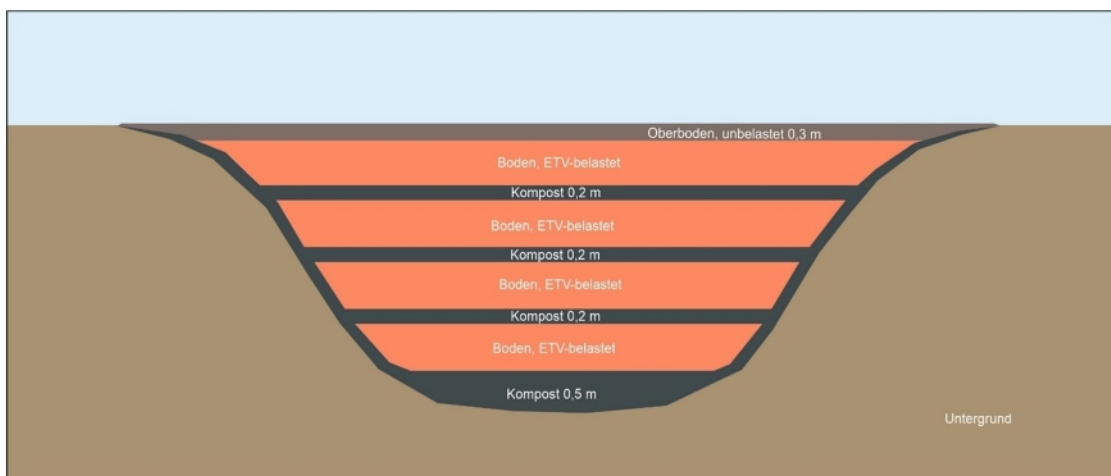 Oberboden, unbelastet 0,3 m
Boden, ETV-belastet
Kompost 0,2 m
Boden, ETV-belastet
Kompost 0,2 m
Boden, ETV-belastet
Kompost 0,2 m
Boden, ETV-belastet
Kompost 0,5 m
Untergrund